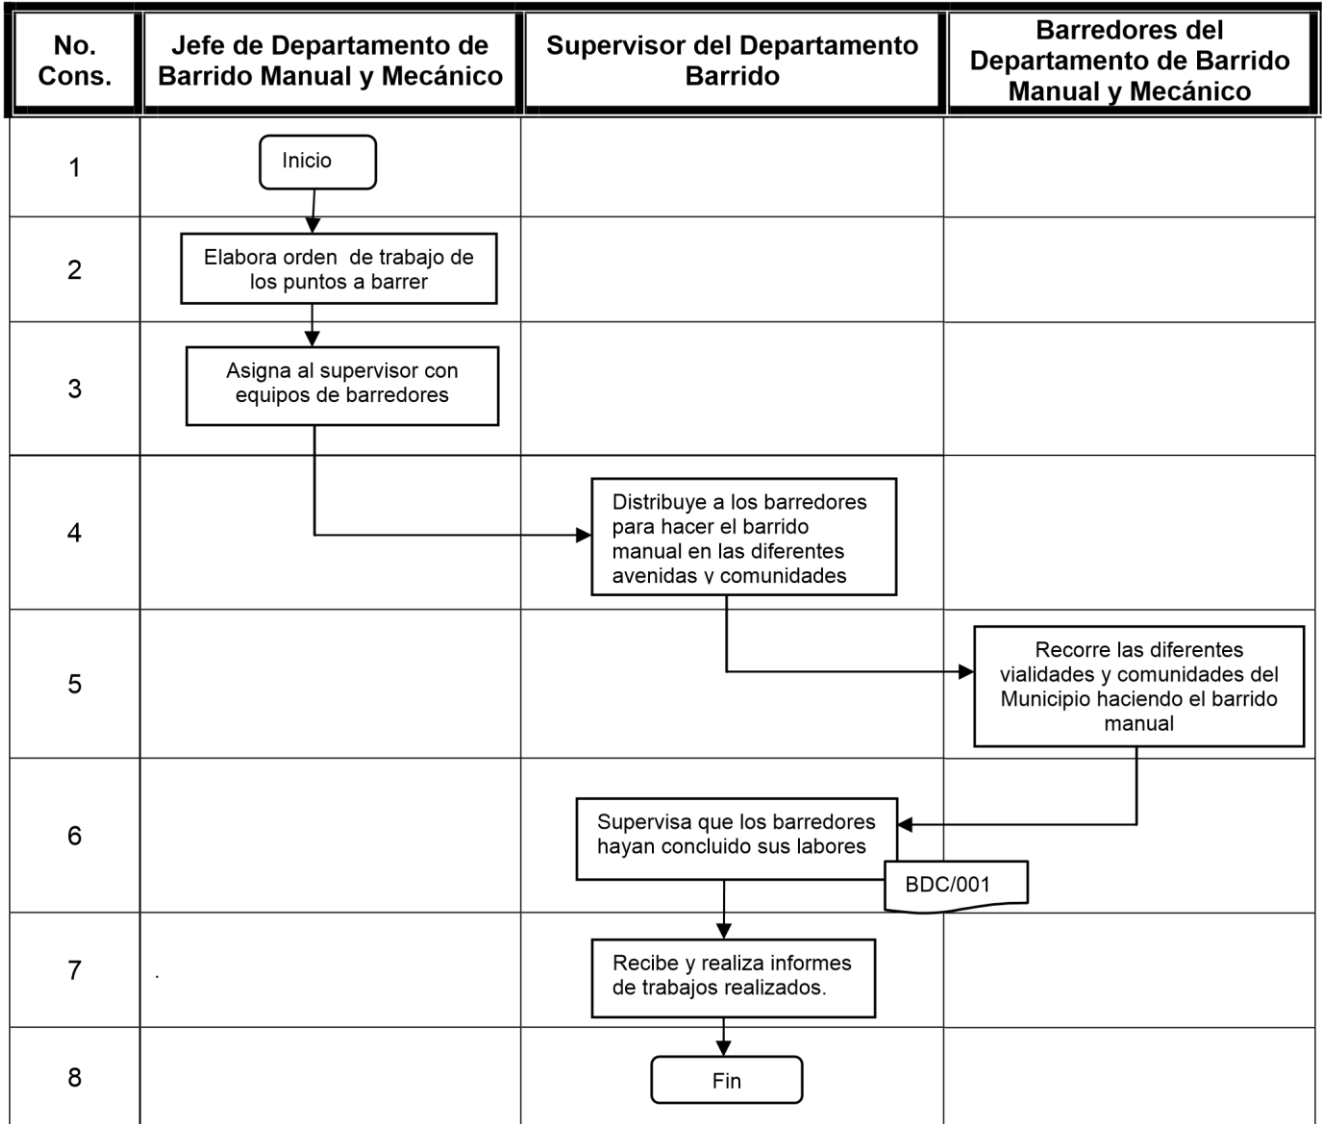 No.
Cons.
Jefe de Departamento de
Barrido Manual y Mecánico
Supervisor del Departamento
Barrido
Barredores del
Departamento de Barrido
Manual y Mecánico
1
Inicio
2
Elabora orden de trabajo de
los puntos a barrer
3
Asigna al supervisor con
equipos de barredores
4
Distribuye a los barredores
para hacer el barrido
manual en las diferentes
avenidas y comunidades
5
Recorre las diferentes
vialidades y comunidades del
Municipio haciendo el barrido
manual
6
Supervisa que los barredores
hayan concluido sus labores
BDC/001
7
.
Recibe y realiza informes
de trabajos realizados.
8
Fin